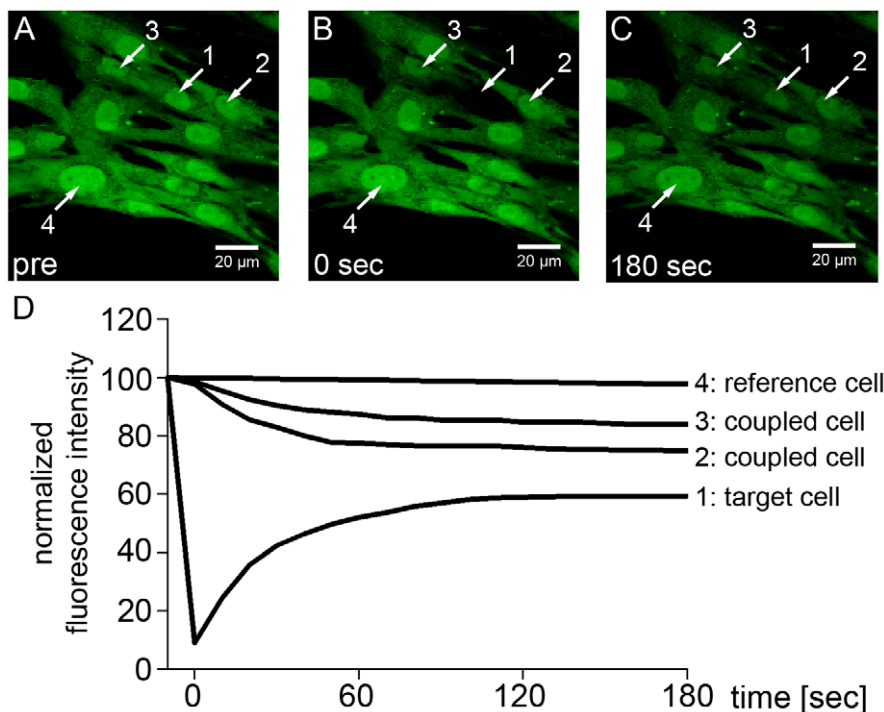 A
3
1
2
4
pre
20 µm
B
3
1
2
4
0 sec
20 µm
C
3
1
2
4
180 sec
20 µm
D
normalized
fluorescence intensity
120
100
80
60
40
20
0
4: reference cell
3: coupled cell
2: coupled cell
1: target cell
0
60
120
180
time [sec]